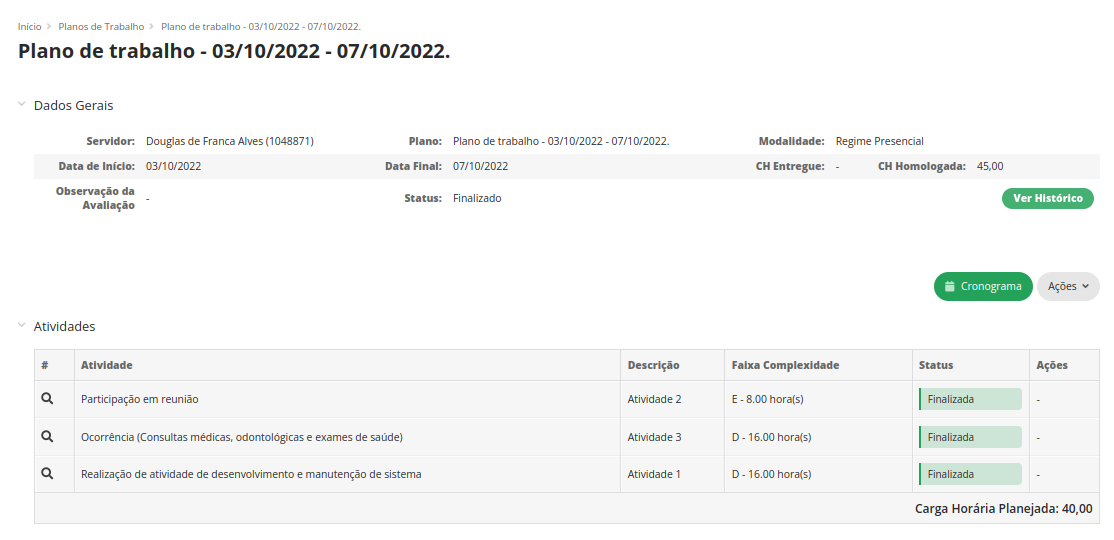 Início > Planos de Trabalho > Plano de trabalho - 03/10/2022 - 07/10/2022.
Plano de trabalho - 03/10/2022 - 07/10/2022.
Dados Gerais
Servidor: Douglas de Franca Alves (1048871) Plano: Plano de trabalho - 03/10/2022 - 07/10/2022. Modalidade: Regime Presencial
Data de Início: 03/10/2022 Data Final: 07/10/2022 CH Entregue: - CH Homologada: 45,00
Observação da
Avaliação - Status: Finalizado Ver Histórico
Cronograma Ações
Atividades
# Atividade Descrição Faixa Complexidade Status Ações
Participação em reunião Atividade 2 E - 8.00 hora(s) Finalizada -
Ocorrência (Consultas médicas, odontológicas e exames de saúde) Atividade 3 D - 16.00 hora(s) Finalizada -
Realização de atividade de desenvolvimento e manutenção de sistema Atividade 1 D - 16.00 hora(s) Finalizada -
Carga Horária Planejada: 40,00